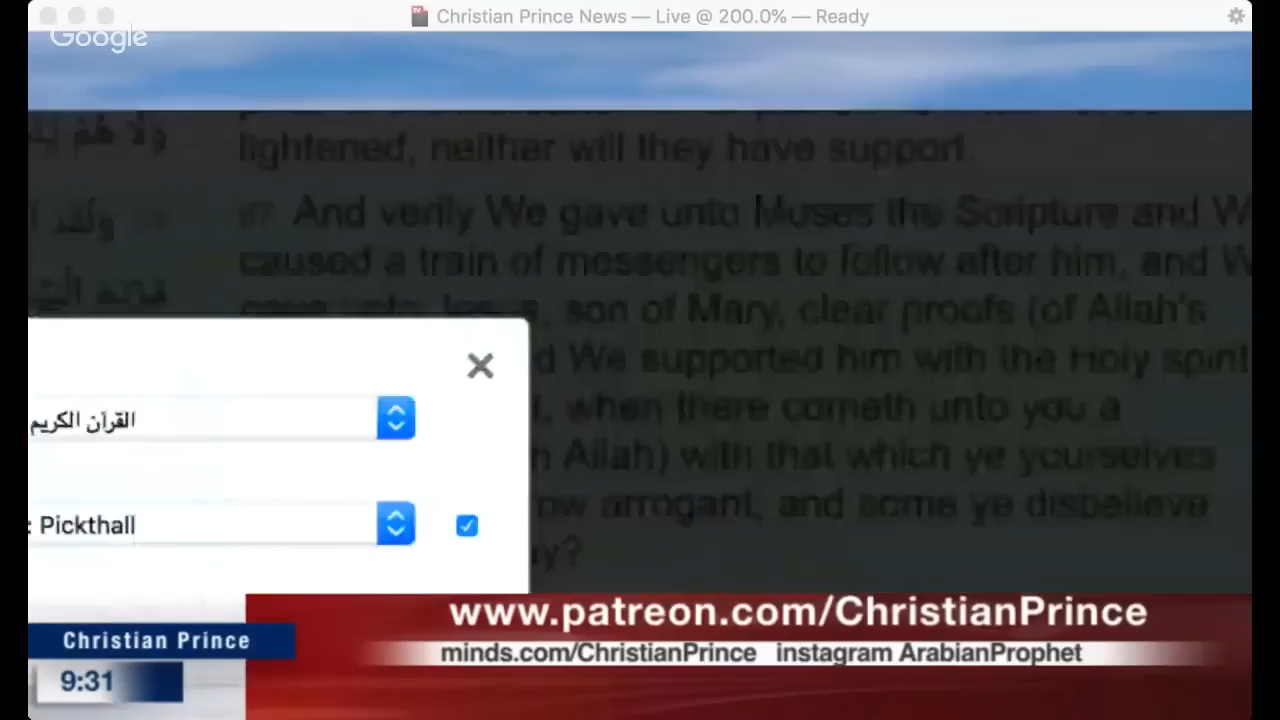 Christian Prince News — Live @ 200.0% — Ready
Google
lightened, neither will they have support.
And verily We gave unto Moses the Scripture and
caused a train of messengers to follow after him, and
son of Mary, clear proofs (of Allah's
We supported him with the Holy spirit
when there cometh unto you a
Allah) with that which ye yourselves
arrogant, and some ye disbelieve
القرآن الكريم
: Pickthall
www.patreon.com/ChristianPrince
Christian Prince
minds.com/ChristianPrince instagram ArabianProphet
9:31